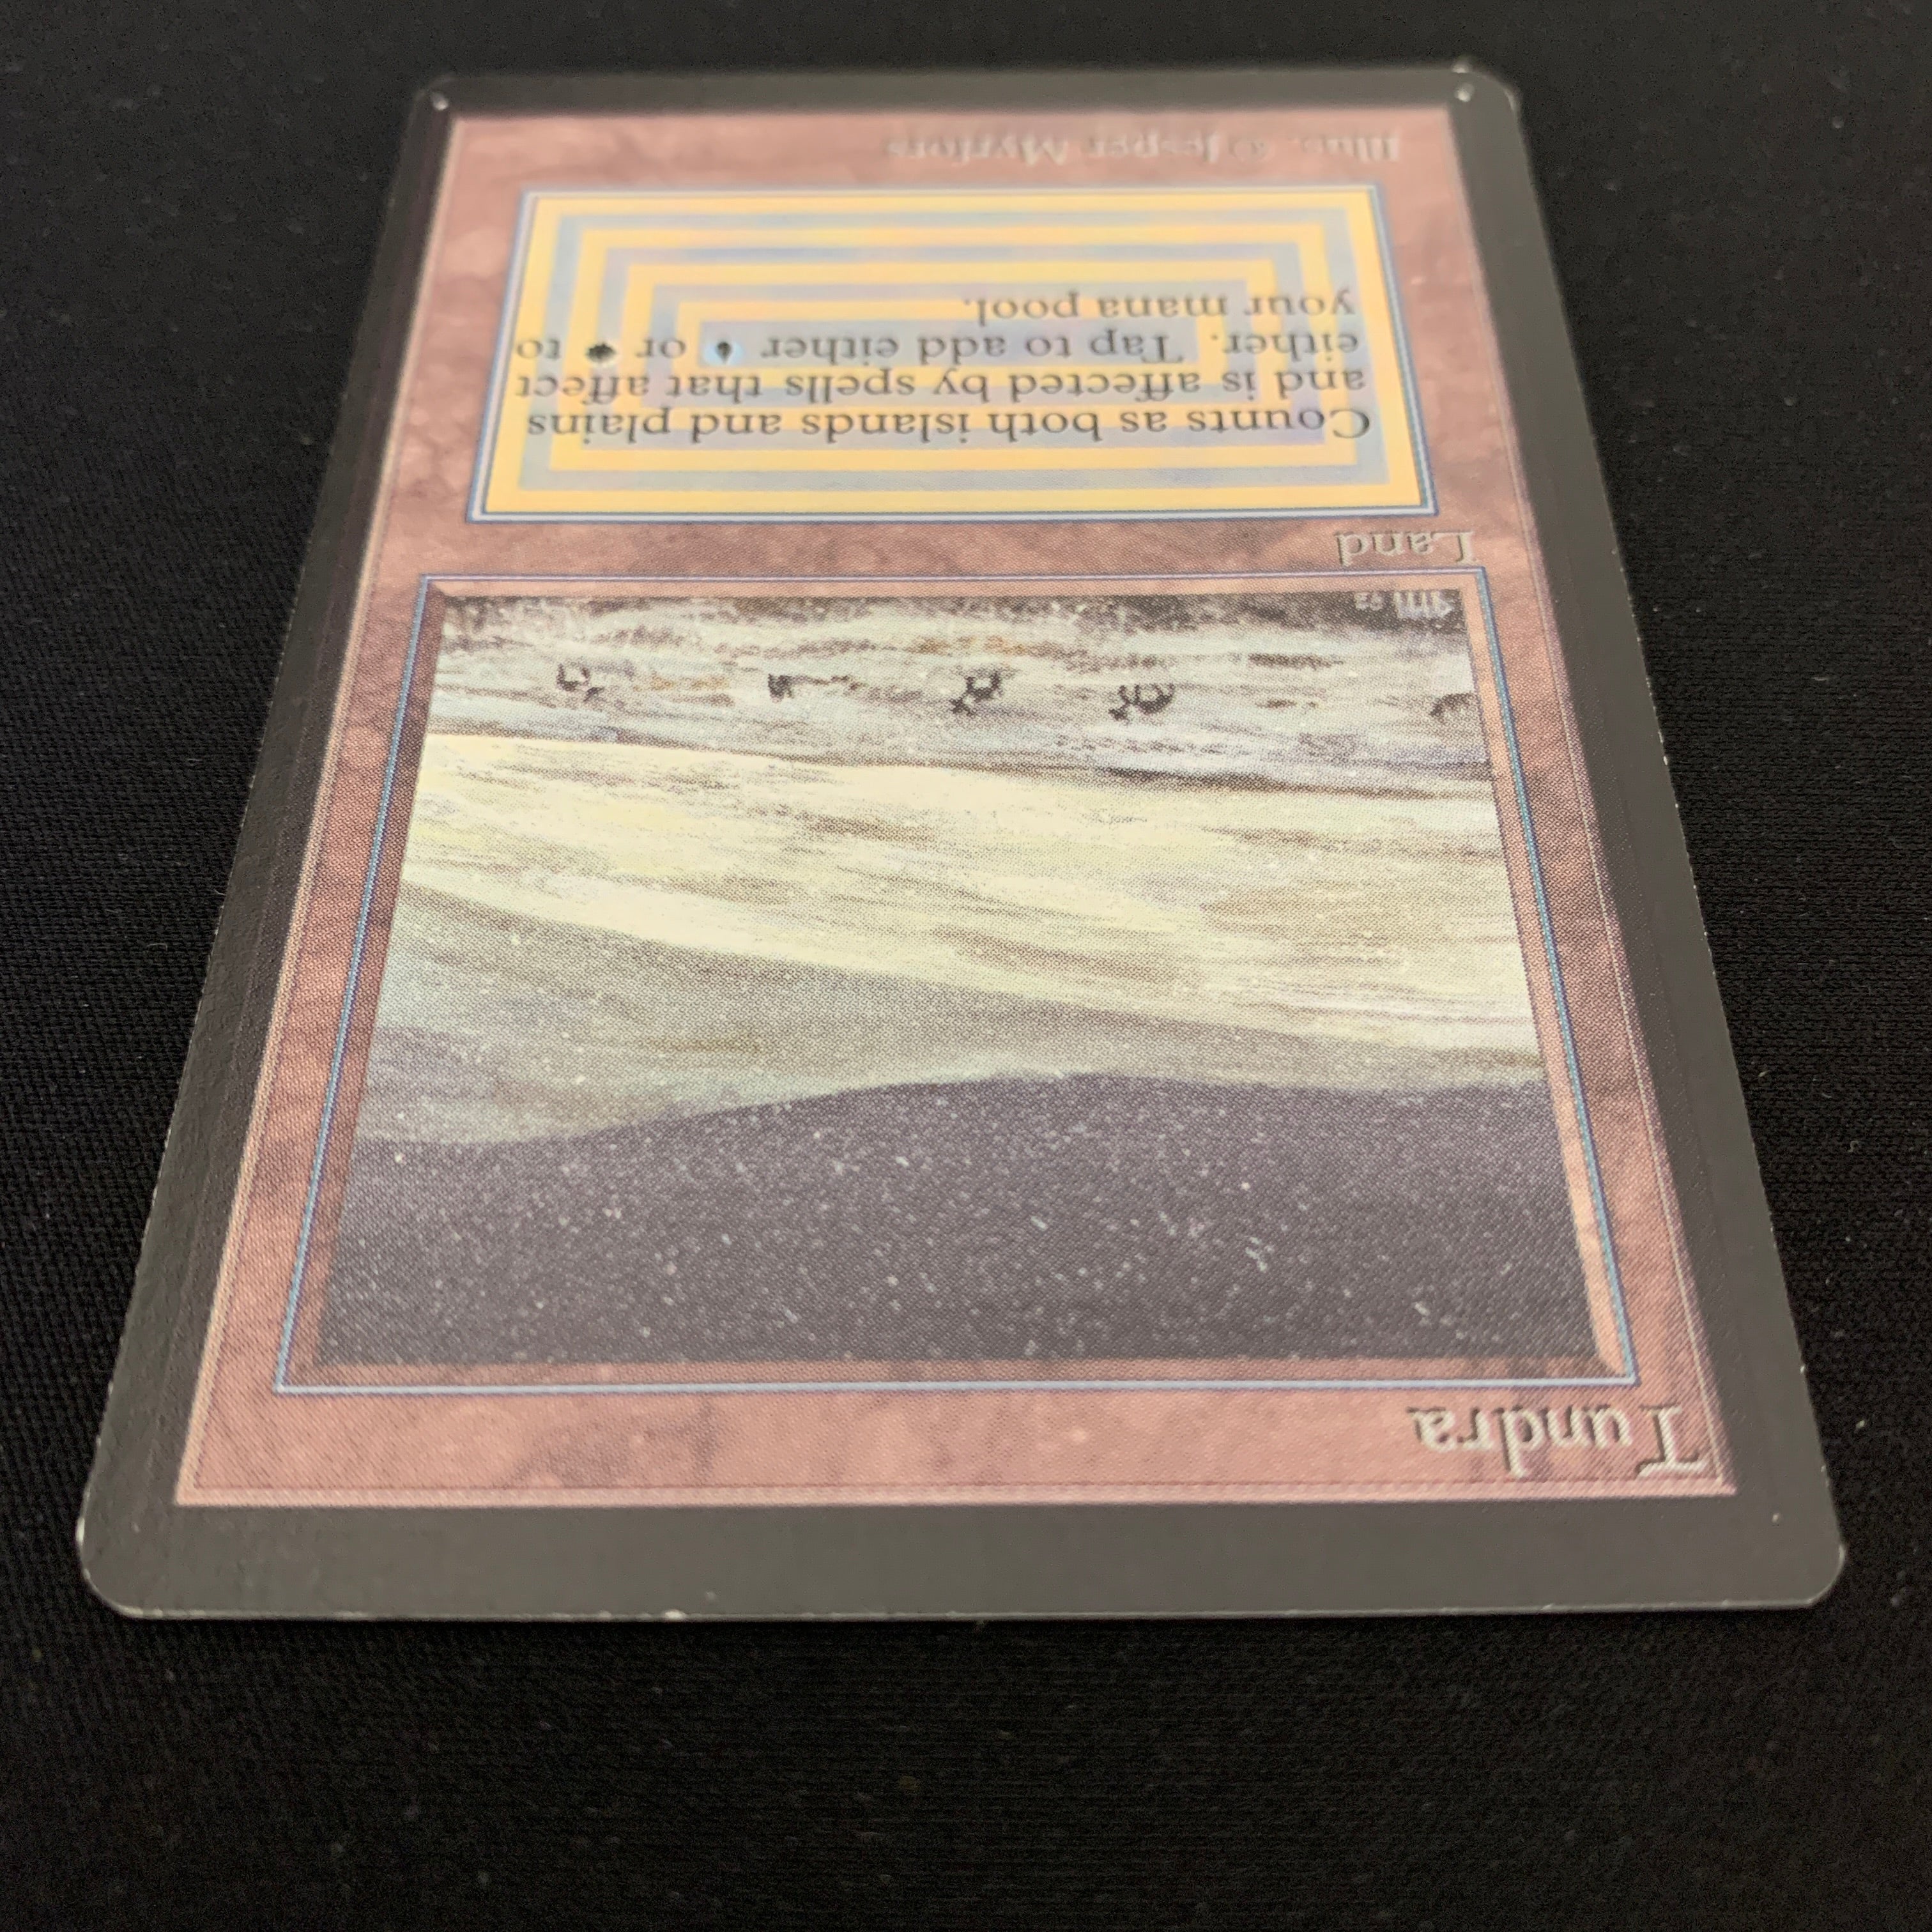 Tundra
Land
Counts as both islands and plains
and is affected by spells that affect
either. Tap to add either or to
your mana pool.
Illus. © Jesper Myrfors